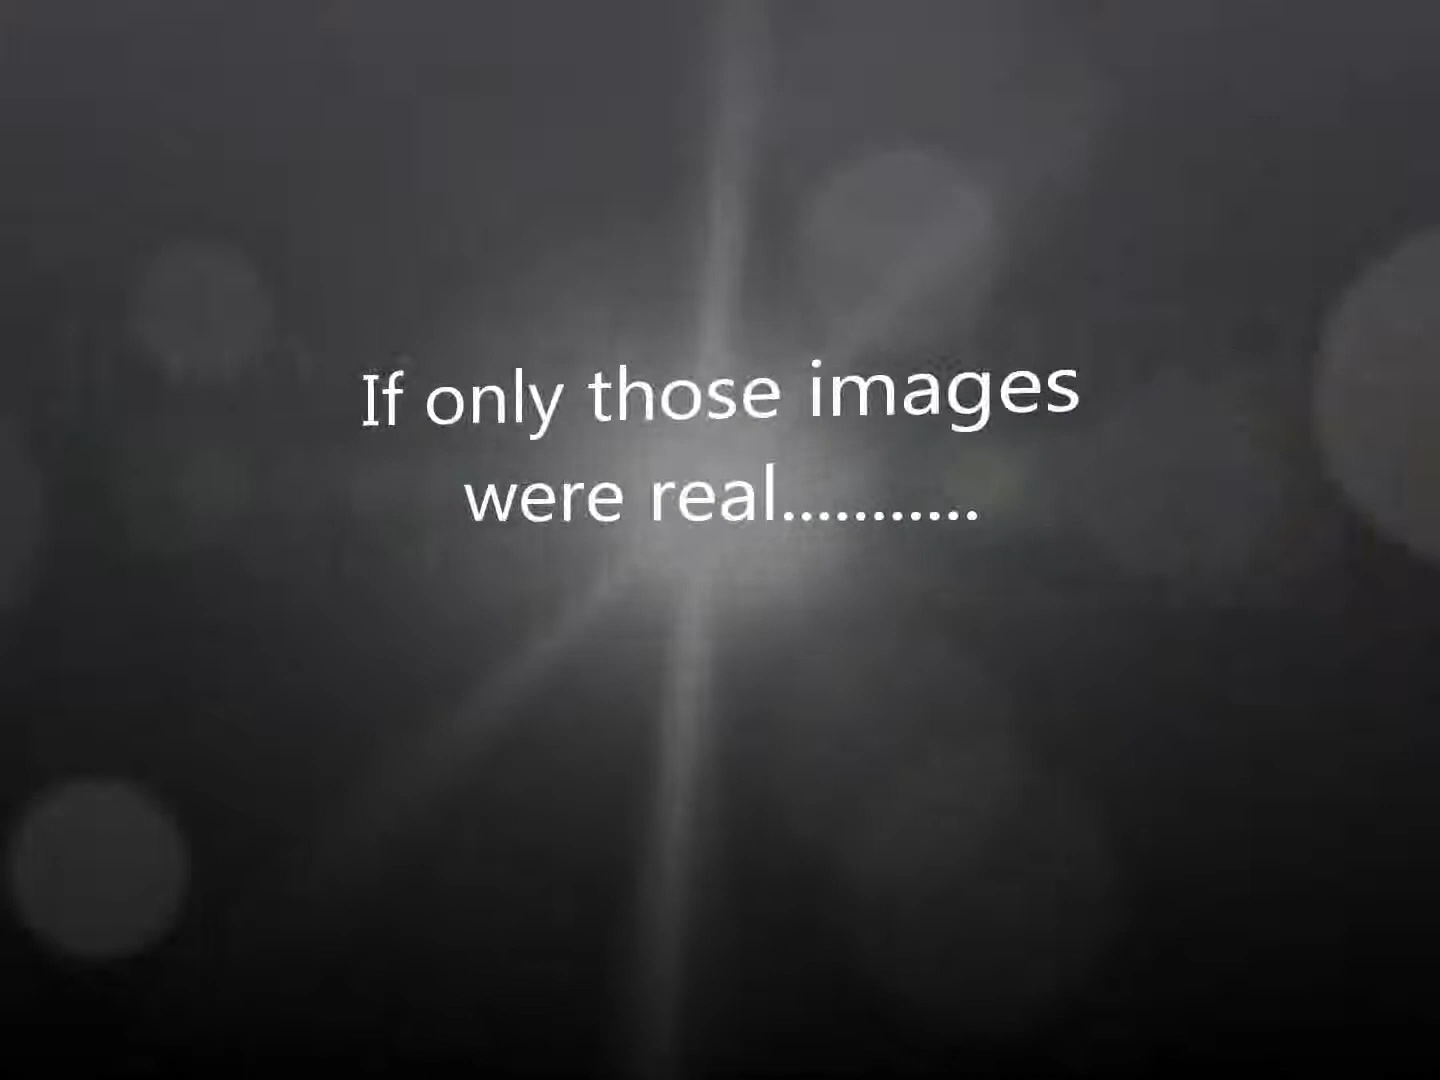 If only those images
were real...........